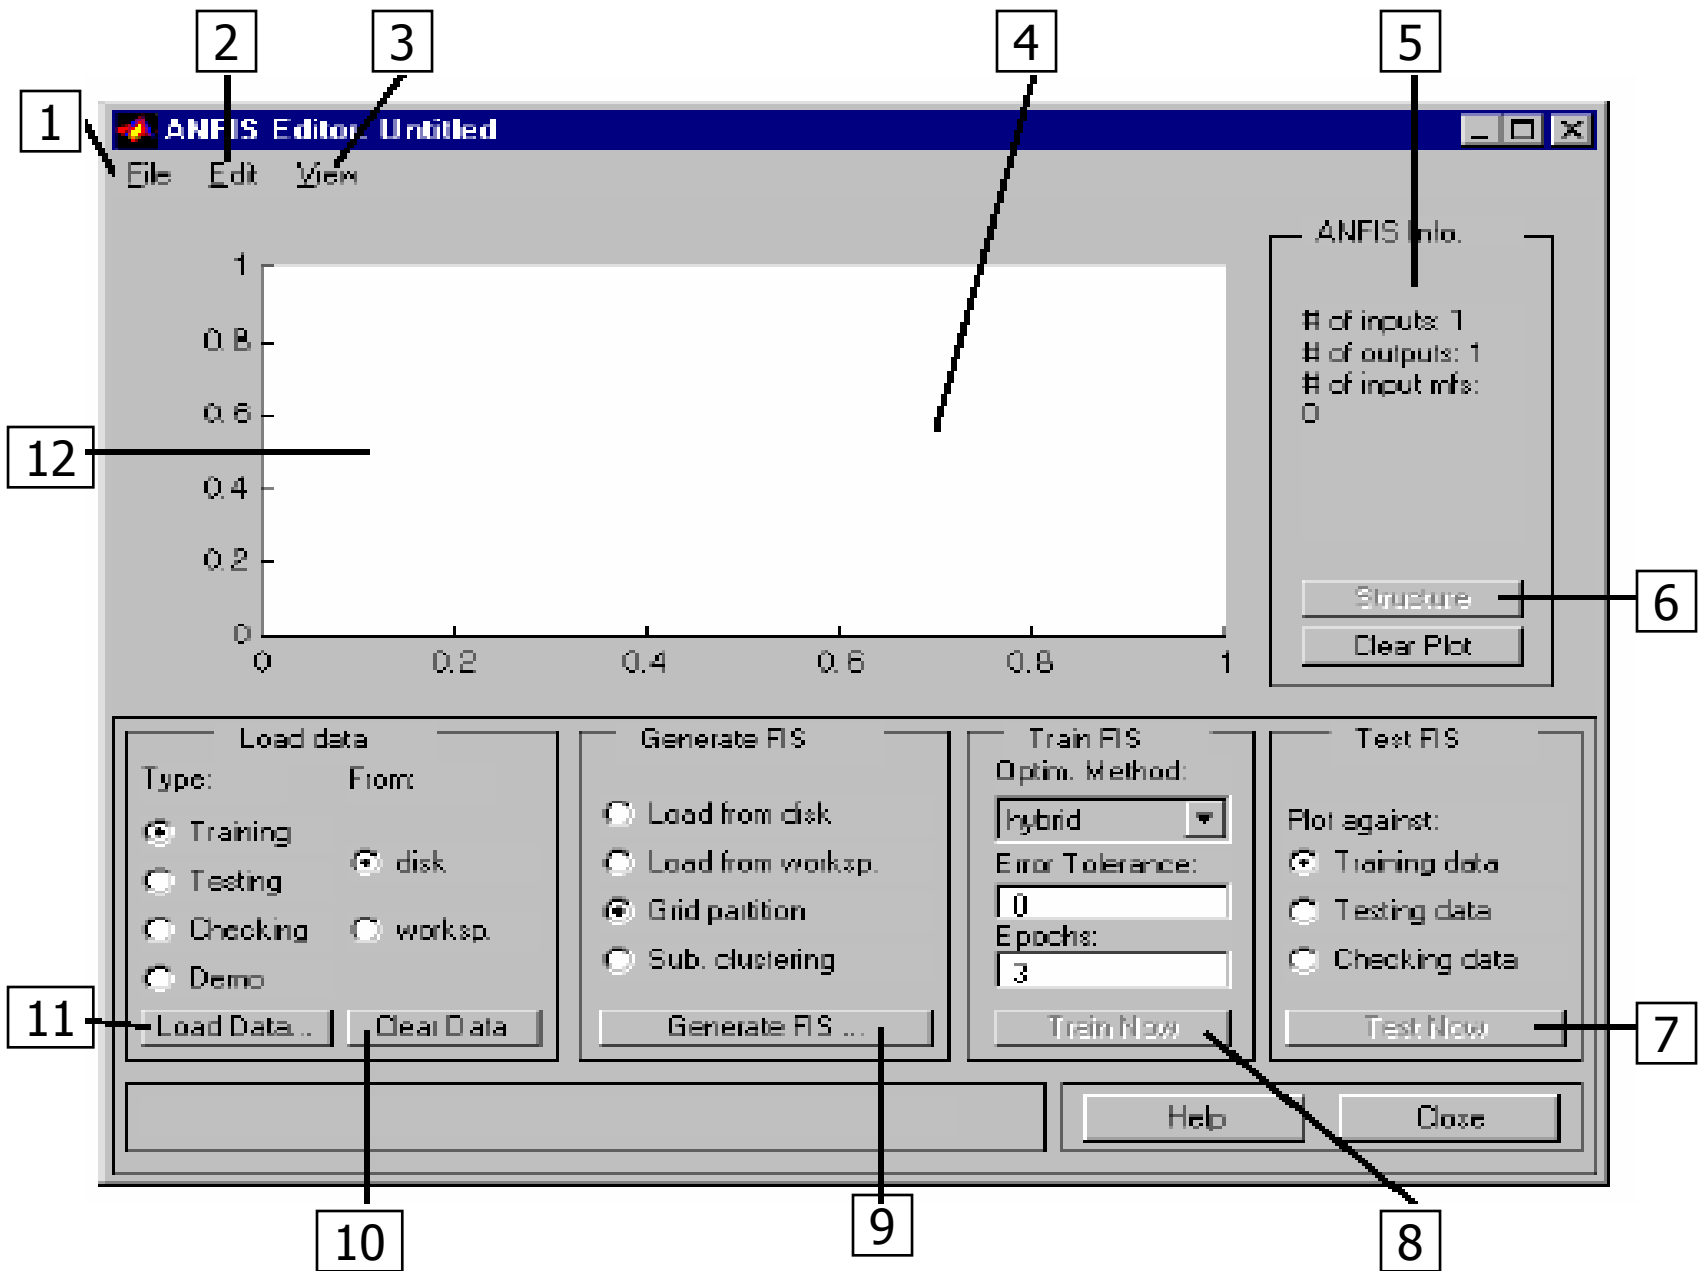 2 3 4 5
1
ANFIS Editor: Untitled
File Edit View
ANFIS Info.
# of inputs: 1
# of outputs: 1
# of input mfs:
0
1
0.8
0.6
12
0.4
0.2
0
0 0.2 0.4 0.6 0.8 1
Structure
6
Clear Plot
Load data
Type: From:
Training
Testing
Checking
Demo
disk
worksp.
11
Load Data... Clear Data
Generate FIS
Load from disk
Load from worksp.
Grid partition
Sub. clustering
Generate FIS ...
Train FIS
Optim. Method:
hybrid
Error Tolerance:
0
Epochs:
3
Train Now
Test FIS
Plot against:
Training data
Testing data
Checking data
Test Now
7
Help Close
10 9 8